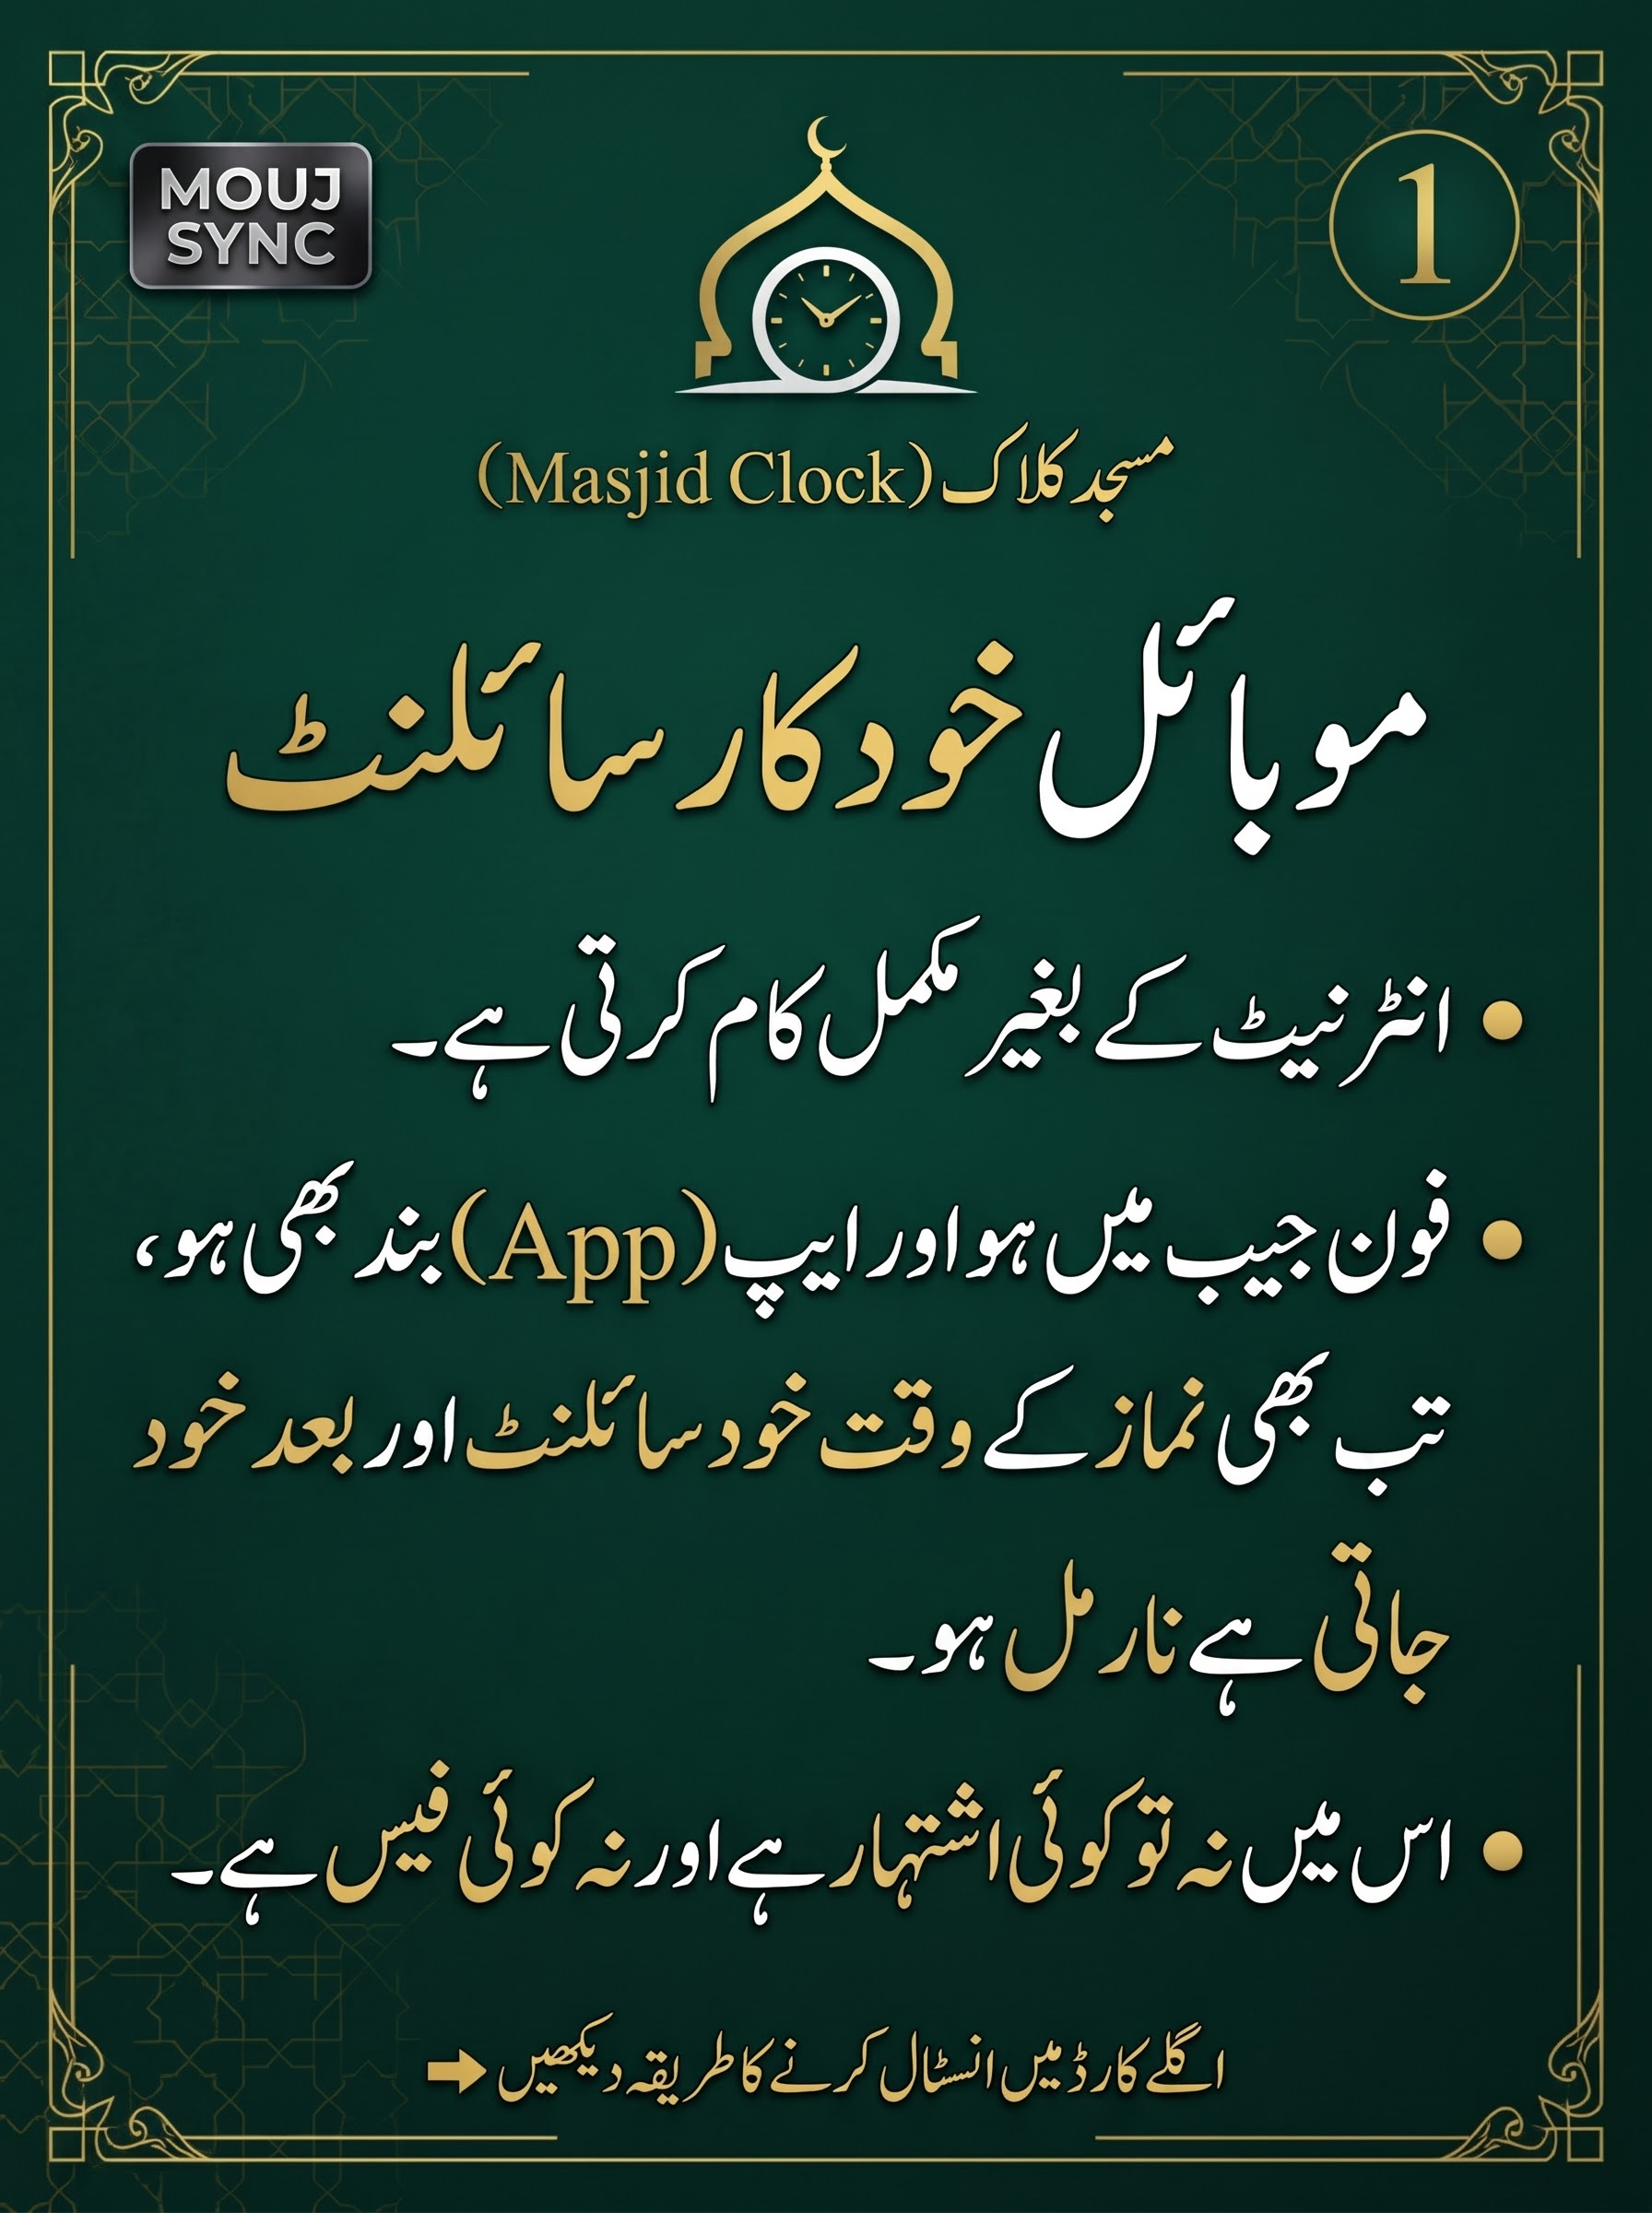 MOUJ
SYNC
1
مسجد کلاک (Masjid Clock)
موبائل خودکار سائلنٹ
• انٹرنیٹ کے بغیر مکمل کام کرتی ہے۔
• فون جیب میں ہو اور ایپ (App) بند بھی ہو،
تب بھی نماز کے وقت خود سائلنٹ اور بعد خود
جاتی ہے نارمل ہو۔
• اس میں نہ تو کوئی اشتہار ہے اور نہ کوئی فیس ہے۔
اگلے کارڈ میں انسٹال کرنے کا طریقہ دیکھیں ➡